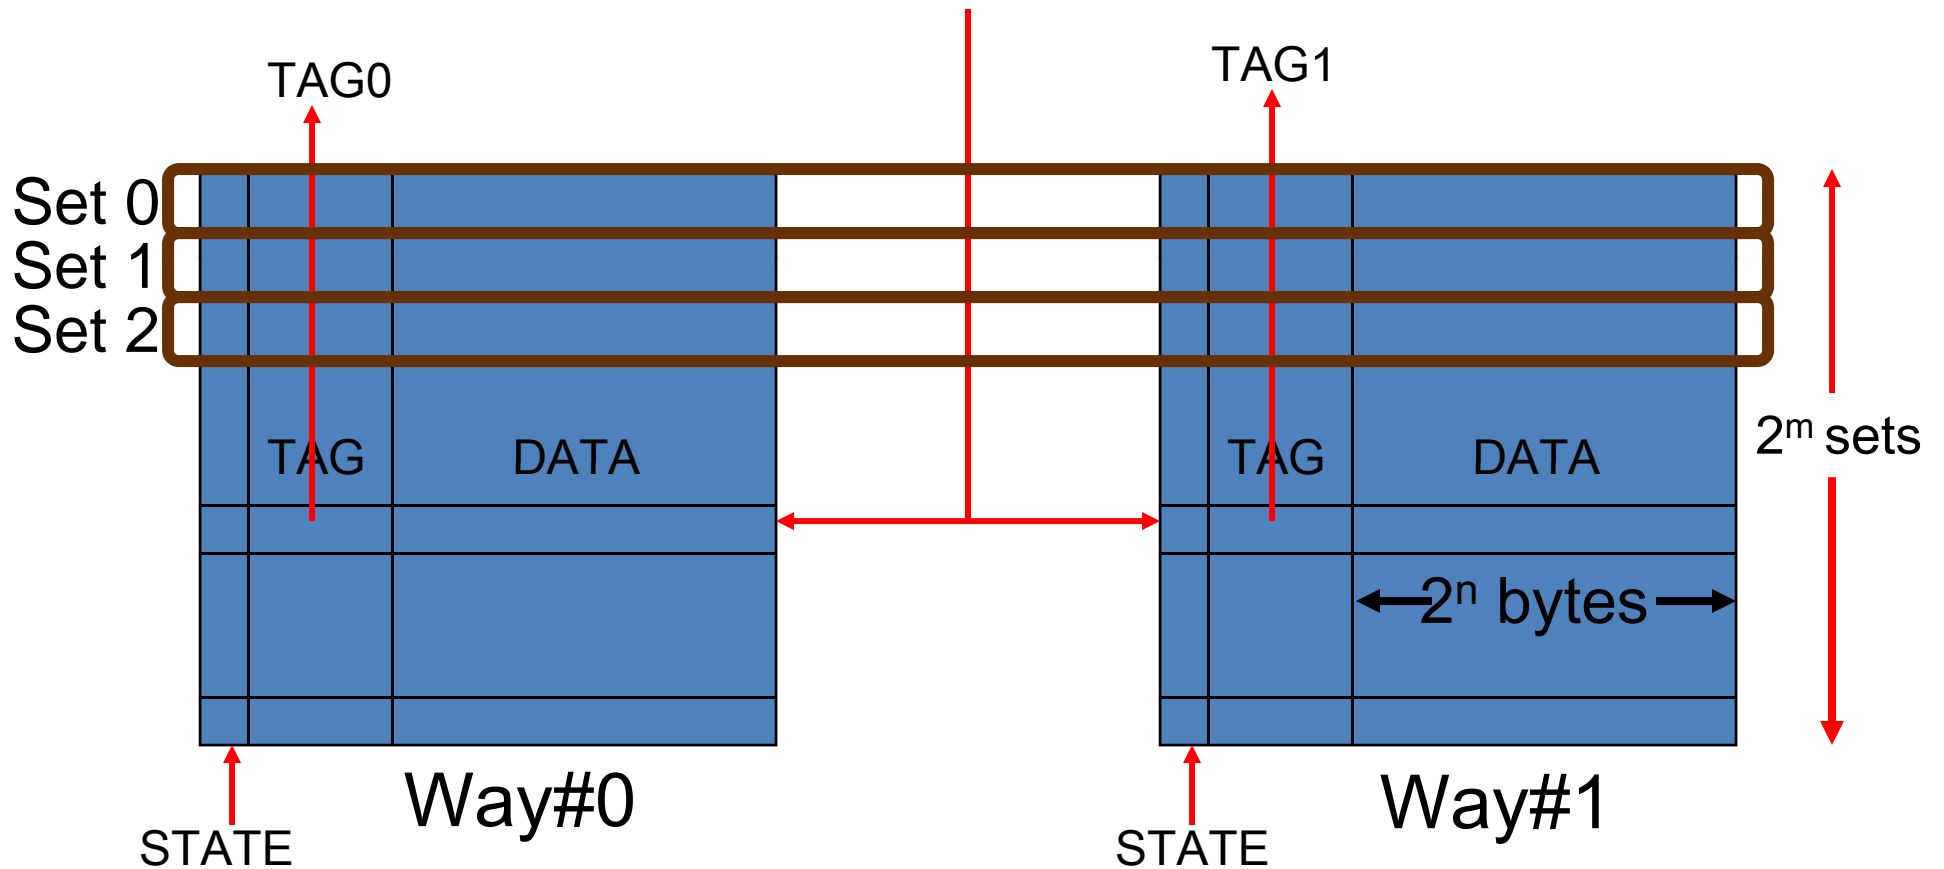 TAG0
TAG1
Set 0
Set 1
Set 2
TAG DATA
TAG DATA
2ᵐ sets
2ⁿ bytes
Way#0
Way#1
STATE
STATE